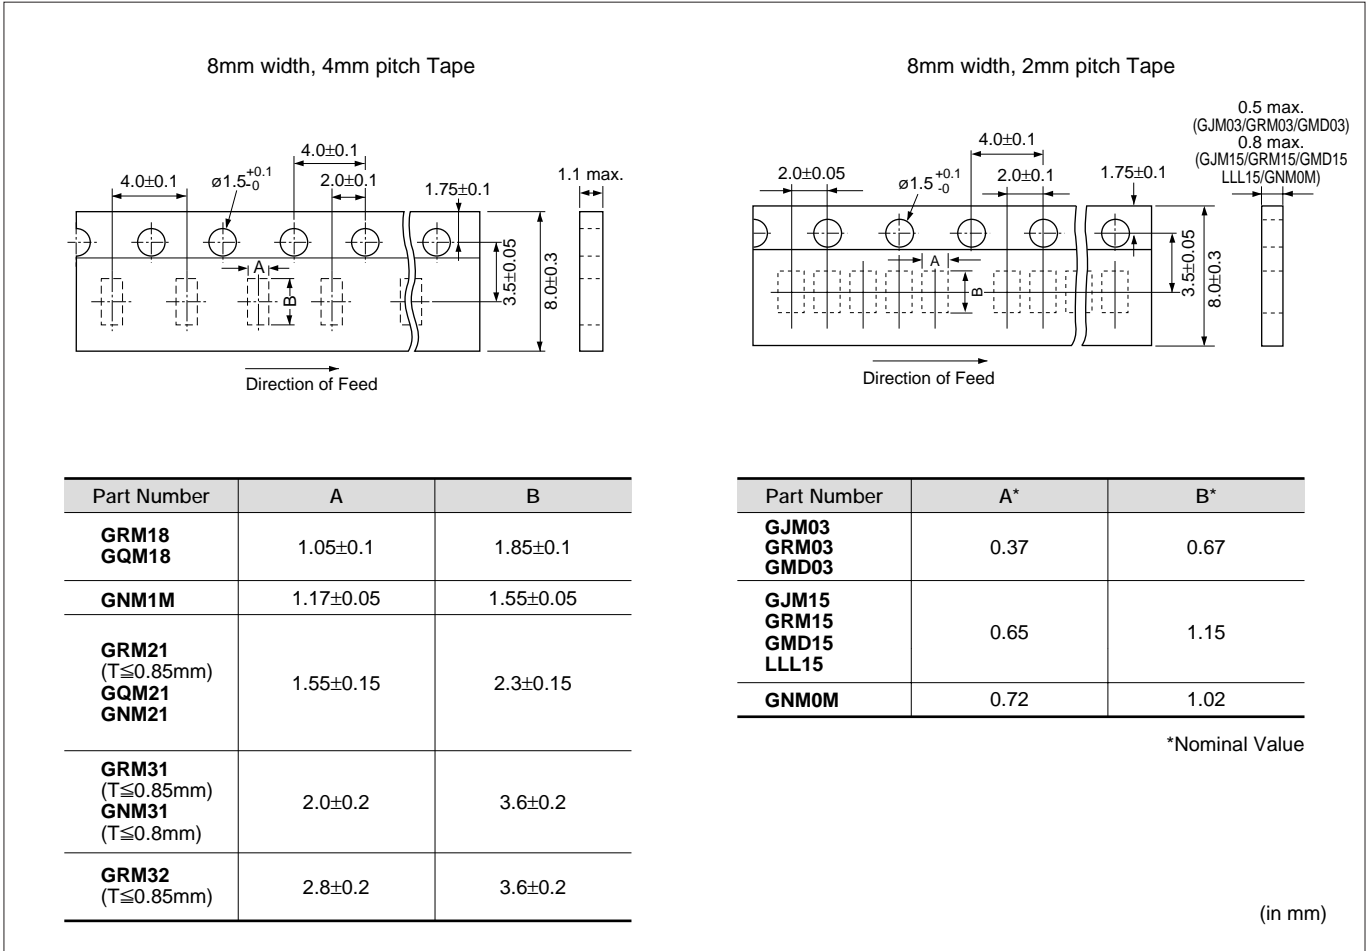 8mm width, 4mm pitch Tape
4.0±0.1
4.0±0.1
ø1.5 +0.1 -0
2.0±0.1
1.75±0.1
1.1 max.
A
B
3.5±0.05
8.0±0.3
Direction of Feed
8mm width, 2mm pitch Tape
0.5 max.
(GJM03/GRM03/GMD03)
0.8 max.
(GJM15/GRM15/GMD15
LLL15/GNM0M)
4.0±0.1
2.0±0.05
ø1.5 +0.1 -0
2.0±0.1
1.75±0.1
A
B
3.5±0.05
8.0±0.3
Direction of Feed
Part Number A B
GRM18
GQM18
1.05±0.1 1.85±0.1
GNM1M 1.17±0.05 1.55±0.05
GRM21
(T≦0.85mm)
GQM21
GNM21
1.55±0.15 2.3±0.15
GRM31
(T≦0.85mm)
GNM31
(T≦0.8mm)
2.0±0.2 3.6±0.2
GRM32
(T≦0.85mm)
2.8±0.2 3.6±0.2
Part Number A* B*
GJM03
GRM03
GMD03
0.37 0.67
GJM15
GRM15
GMD15
LLL15
0.65 1.15
GNM0M 0.72 1.02
*Nominal Value
(in mm)